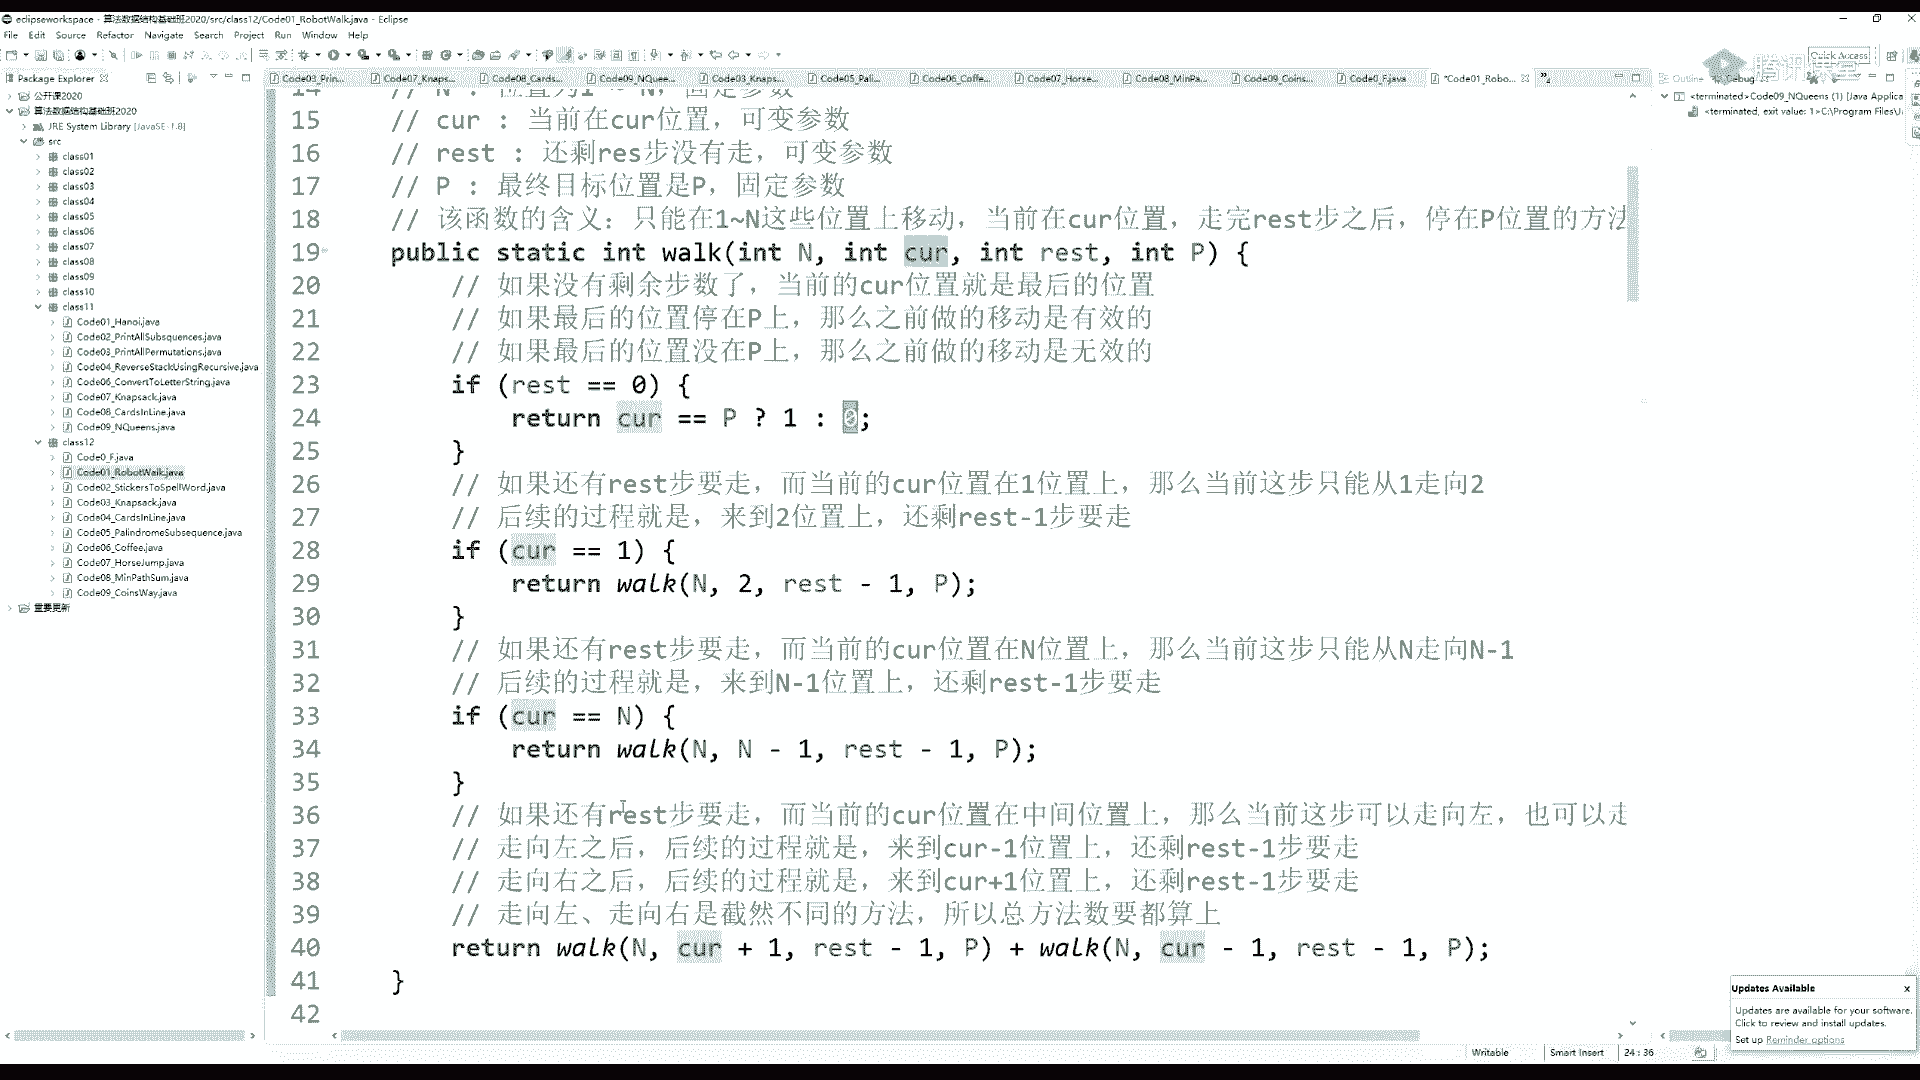 eclipseworkspace - 算法数据结构基础班2020/src/class12/Code01_RobotWalk.java - Eclipse
File Edit Source Refactor Navigate Search Project Run Window Help
Quick Access
腾讯课堂
Package Explorer
Code03_Prin...
Code07_Knaps...
Code08_Cards...
Code09_NQuee...
Code03_Knaps...
Code05_Pali...
Code06_Coffe...
Code07_Horse...
Code08_MinPa...
Code09_Coins...
Code0_F.java
*Code01_Robo...
Outline
Debug
公开课2020
算法数据结构基础班2020
JRE System Library [JavaSE-1.8]
src
class01
class02
class03
class04
class05
class06
class07
class08
class09
class10
class11
Code01_Hanoi.java
Code02_PrintAllSubsquences.java
Code03_PrintAllPermutations.java
Code04_ReverseStackUsingRecursive.java
Code06_ConvertToLetterString.java
Code07_Knapsack.java
Code08_CardsInLine.java
Code09_NQueens.java
class12
Code0_F.java
Code01_RobotWalk.java
Code02_StickersToSpellWord.java
Code03_Knapsack.java
Code04_CardsInLine.java
Code05_PalindromeSubsequence.java
Code06_Coffee.java
Code07_HorseJump.java
Code08_MinPathSum.java
Code09_CoinsWay.java
重要更新
14 // N : 位置为1 ~ N，固定参数
15 // cur : 当前在cur位置，可变参数
16 // rest : 还剩res步没有走，可变参数
17 // P : 最终目标位置是P，固定参数
18 // 该函数的含义：只能在1~N这些位置上移动，当前在cur位置，走完rest步之后，停在P位置的方法
19 public static int walk(int N, int cur, int rest, int P) {
20 // 如果没有剩余步数了，当前的cur位置就是最后的位置
21 // 如果最后的位置停在P上，那么之前做的移动是有效的
22 // 如果最后的位置没在P上，那么之前做的移动是无效的
23 if (rest == 0) {
24 return cur == P ? 1 : 0;
25 }
26 // 如果还有rest步要走，而当前的cur位置在1位置上，那么当前这步只能从1走向2
27 // 后续的过程就是，来到2位置上，还剩rest-1步要走
28 if (cur == 1) {
29 return walk(N, 2, rest - 1, P);
30 }
31 // 如果还有rest步要走，而当前的cur位置在N位置上，那么当前这步只能从N走向N-1
32 // 后续的过程就是，来到N-1位置上，还剩rest-1步要走
33 if (cur == N) {
34 return walk(N, N - 1, rest - 1, P);
35 }
36 // 如果还有rest步要走，而当前的cur位置在中间位置上，那么当前这步可以走向左，也可以走
37 // 走向左之后，后续的过程就是，来到cur-1位置上，还剩rest-1步要走
38 // 走向右之后，后续的过程就是，来到cur+1位置上，还剩rest-1步要走
39 // 走向左、走向右是截然不同的方法，所以总方法数要都算上
40 return walk(N, cur + 1, rest - 1, P) + walk(N, cur - 1, rest - 1, P);
41 }
42
<terminated>Code09_NQueens (1) [Java Applica
<terminated, exit value: 1>C:\Program Files\J
Updates Available
Updates are available for your software.
Click to review and install updates.
Set up Reminder options
Writable
Smart Insert
24 : 36